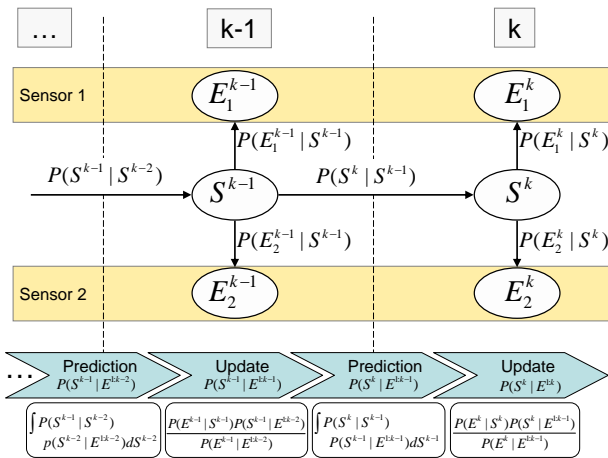 ... k-1 k
Sensor 1 E_1^{k-1} E_1^k
P(E_1^{k-1} | S^{k-1}) P(E_1^k | S^k)
P(S^{k-1} | S^{k-2}) S^{k-1} P(S^k | S^{k-1}) S^k
P(E_2^{k-1} | S^{k-1}) P(E_2^k | S^k)
Sensor 2 E_2^{k-1} E_2^k
... Prediction Update Prediction Update
P(S^{k-1} | E^{1:k-2}) P(S^{k-1} | E^{1:k-1}) P(S^k | E^{1:k-1}) P(S^k | E^{1:k})
∫P(S^{k-1} | S^{k-2}) P(E^{k-1} | S^{k-1})P(S^{k-1} | E^{1:k-2}) ∫P(S^k | S^{k-1}) P(E^k | S^k)P(S^k | E^{1:k-1})
p(S^{k-2} | E^{1:k-2})dS^{k-2} P(E^{k-1} | E^{1:k-2}) P(S^{k-1} | E^{1:k-1})dS^{k-1} P(E^k | E^{1:k-1})